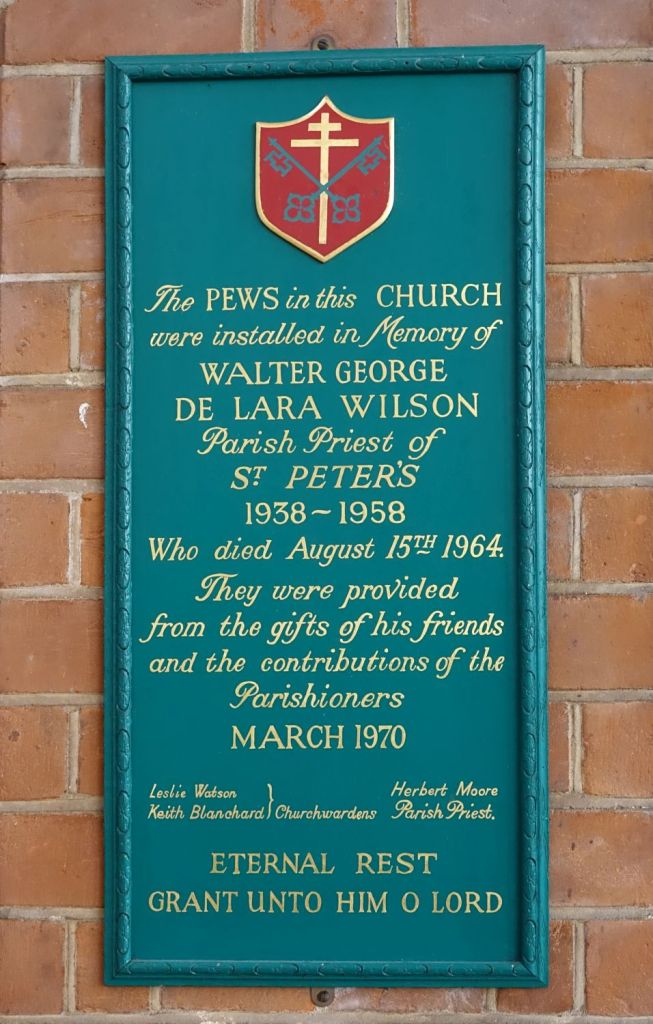 The PEWS in this CHURCH
were installed in Memory of
WALTER GEORGE
DE LARA WILSON
Parish Priest of
ST. PETER'S
1938~1958
Who died August 15TH 1964.
They were provided
from the gifts of his friends
and the contributions of the
Parishioners
MARCH 1970
Leslie Watson Herbert Moore
Keith Blanchard } Churchwardens Parish Priest.
ETERNAL REST
GRANT UNTO HIM O LORD